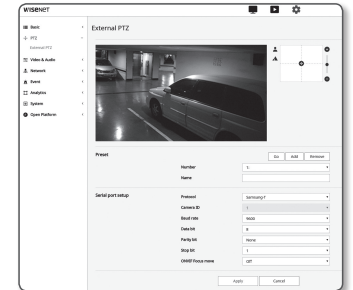 WISENET
Basic
PTZ
External PTZ
Video & Audio
Network
Event
Analytics
System
Open Platform
External PTZ
Preset
Go
Add
Remove
Number
1:
Name
Serial port setup
Protocol
Samsung-T
Camera ID
1
Baud rate
9600
Data bit
8
Parity bit
None
Stop bit
1
ONVIF Focus move
Off
Apply
Cancel